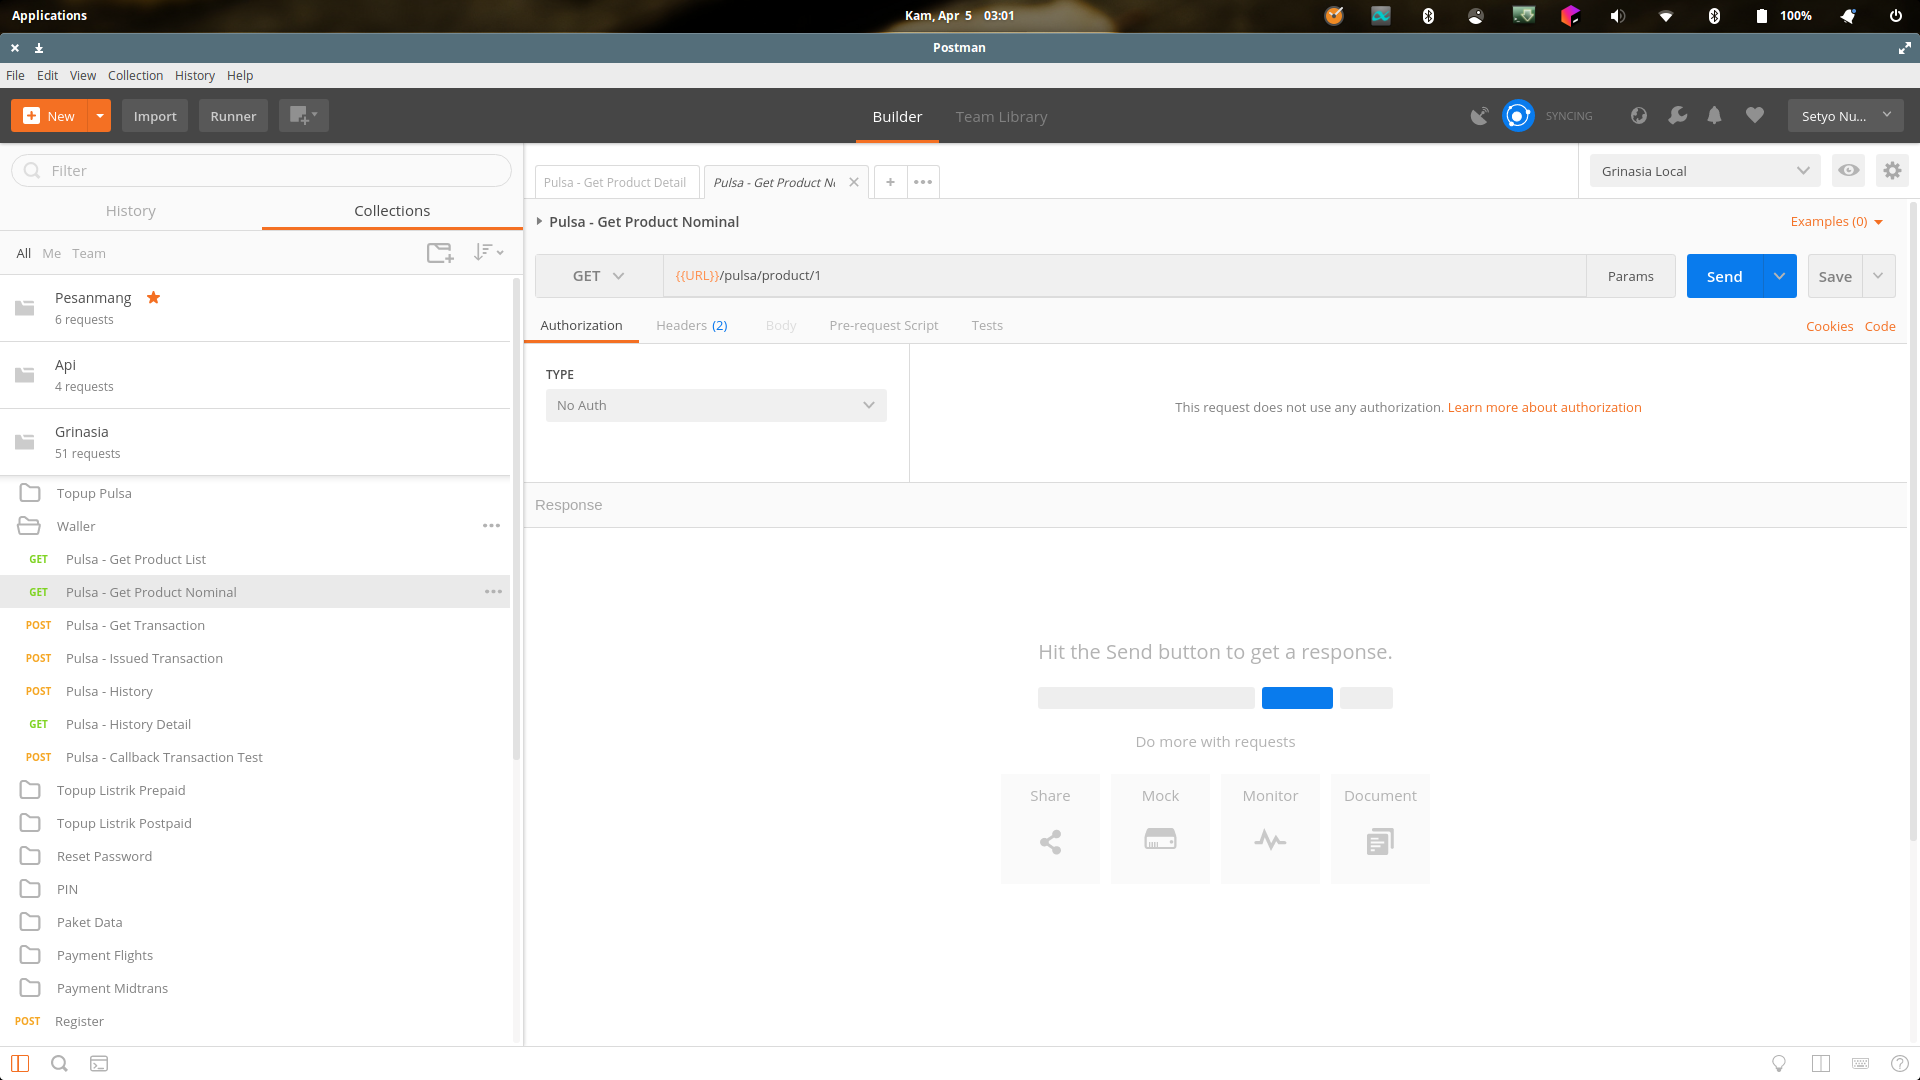 Applications
Kam, Apr 5 03:01
100%
Postman
File Edit View Collection History Help
New
Import
Runner
Builder
Team Library
SYNCING
Setyo Nu...
Filter
History
Collections
All Me Team
Pesanmang
6 requests
Api
4 requests
Grinasia
51 requests
Topup Pulsa
Waller
GET Pulsa - Get Product List
GET Pulsa - Get Product Nominal
POST Pulsa - Get Transaction
POST Pulsa - Issued Transaction
POST Pulsa - History
GET Pulsa - History Detail
POST Pulsa - Callback Transaction Test
Topup Listrik Prepaid
Topup Listrik Postpaid
Reset Password
PIN
Paket Data
Payment Flights
Payment Midtrans
POST Register
Pulsa - Get Product Detail
Pulsa - Get Product
Grinasia Local
Pulsa - Get Product Nominal
Examples (0)
GET
{{URL}}/pulsa/product/1
Params
Send
Save
Authorization
Headers (2)
Body
Pre-request Script
Tests
Cookies
Code
TYPE
No Auth
This request does not use any authorization. Learn more about authorization
Response
Hit the Send button to get a response.
Do more with requests
Share
Mock
Monitor
Document